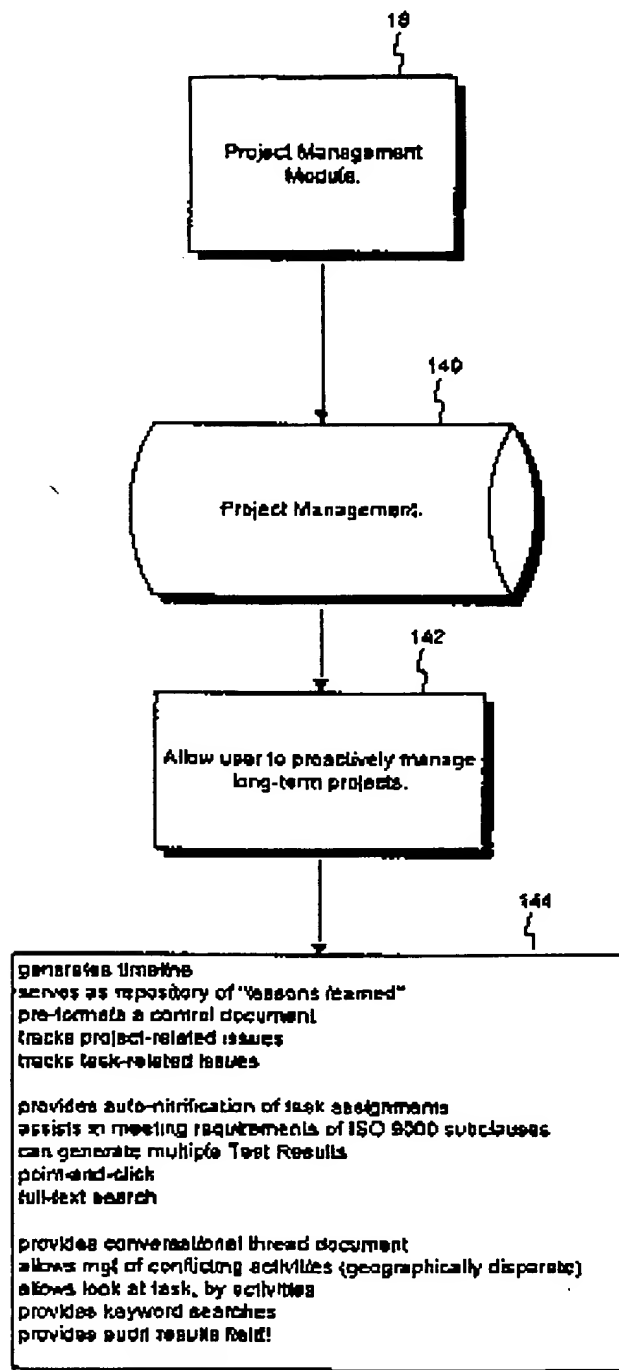 18
Project Management
Module.
140
Project Management.
142
Allow user to proactively manage
long-term projects.
144
generates timeline
serves as repository of "lessons learned"
pre-formats a control document
tracks project-related issues
tracks task-related issues
provides auto-nitrification of task assignments
assists in meeting requirements of ISO 9000 subclauses
can generate multiple Test Results
point-and-click
full-text search
provides conversational thread document
allows mgt of conflicting activities (geographically disparate)
allows look at task, by activities
provides keyword searches
provides audit results field!